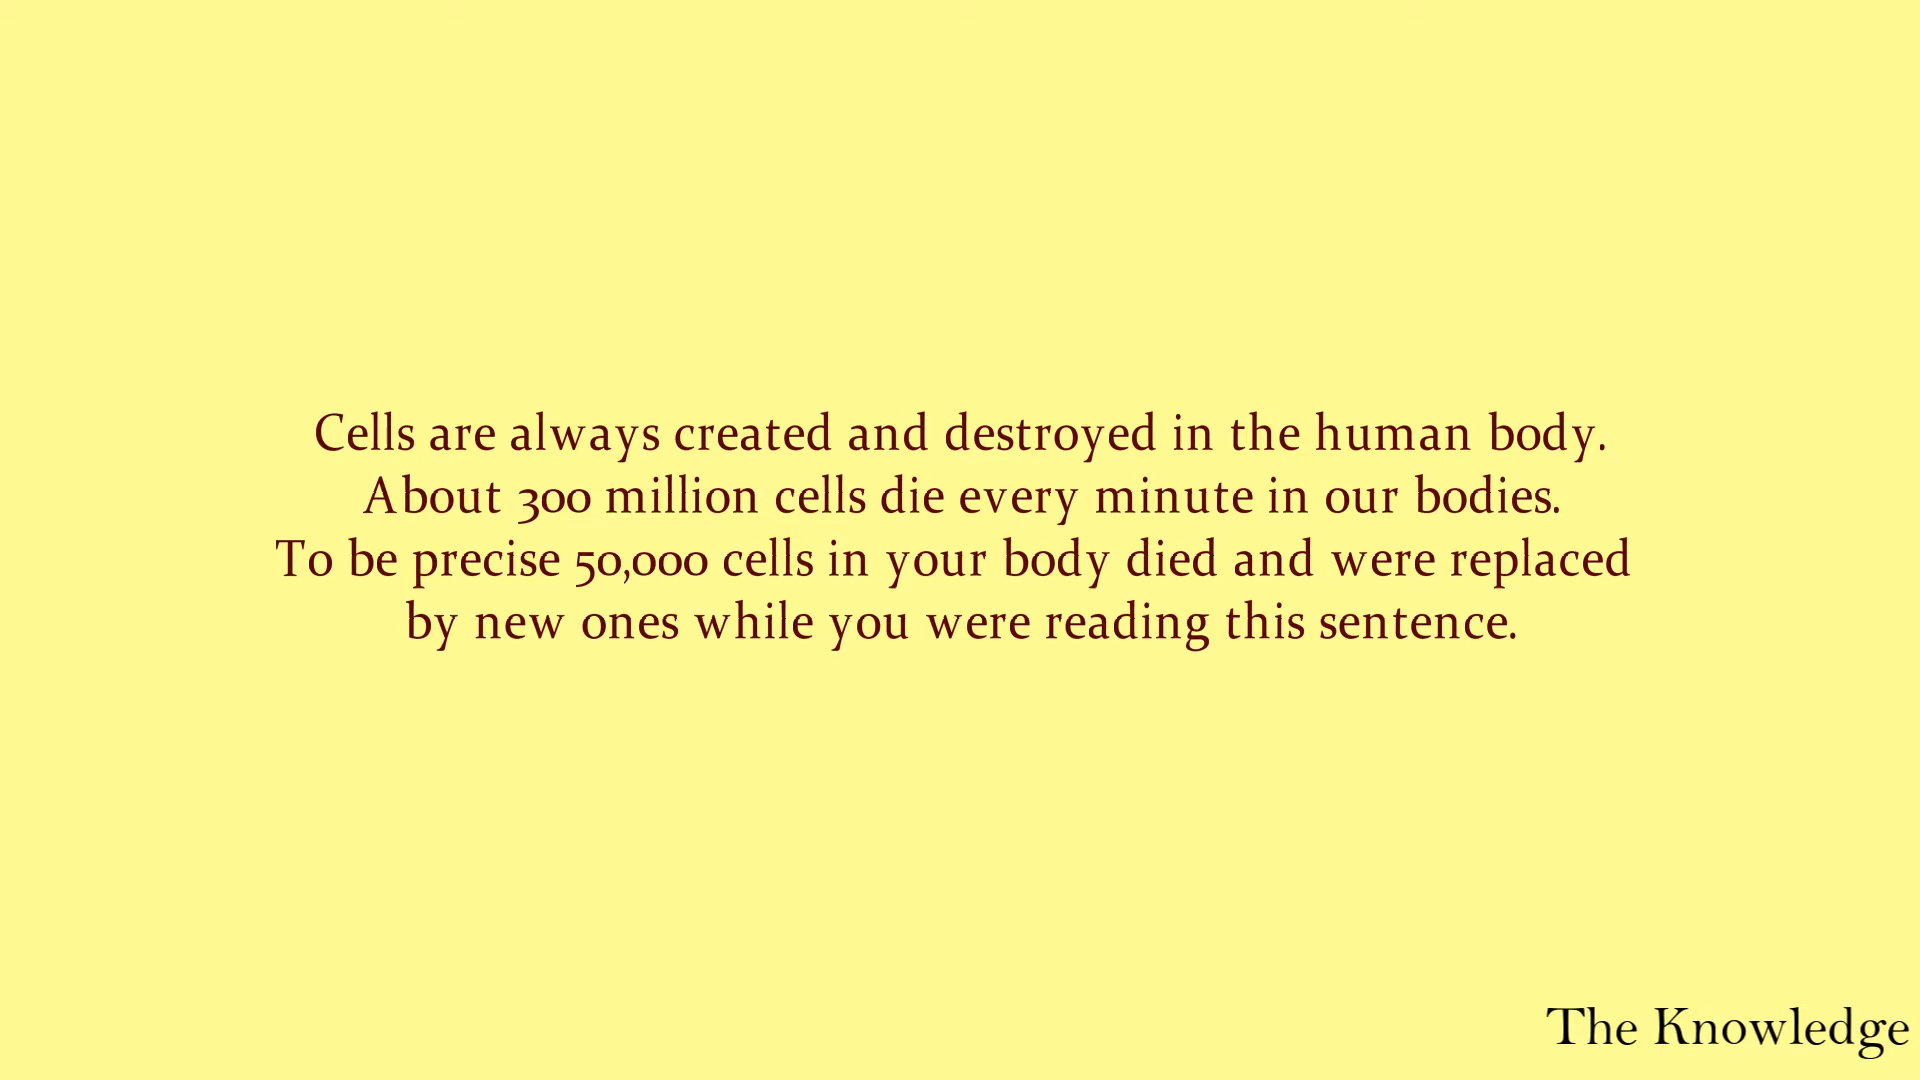 Cells are always created and destroyed in the human body.
About 300 million cells die every minute in our bodies.
To be precise 50,000 cells in your body died and were replaced
by new ones while you were reading this sentence.
The Knowledge